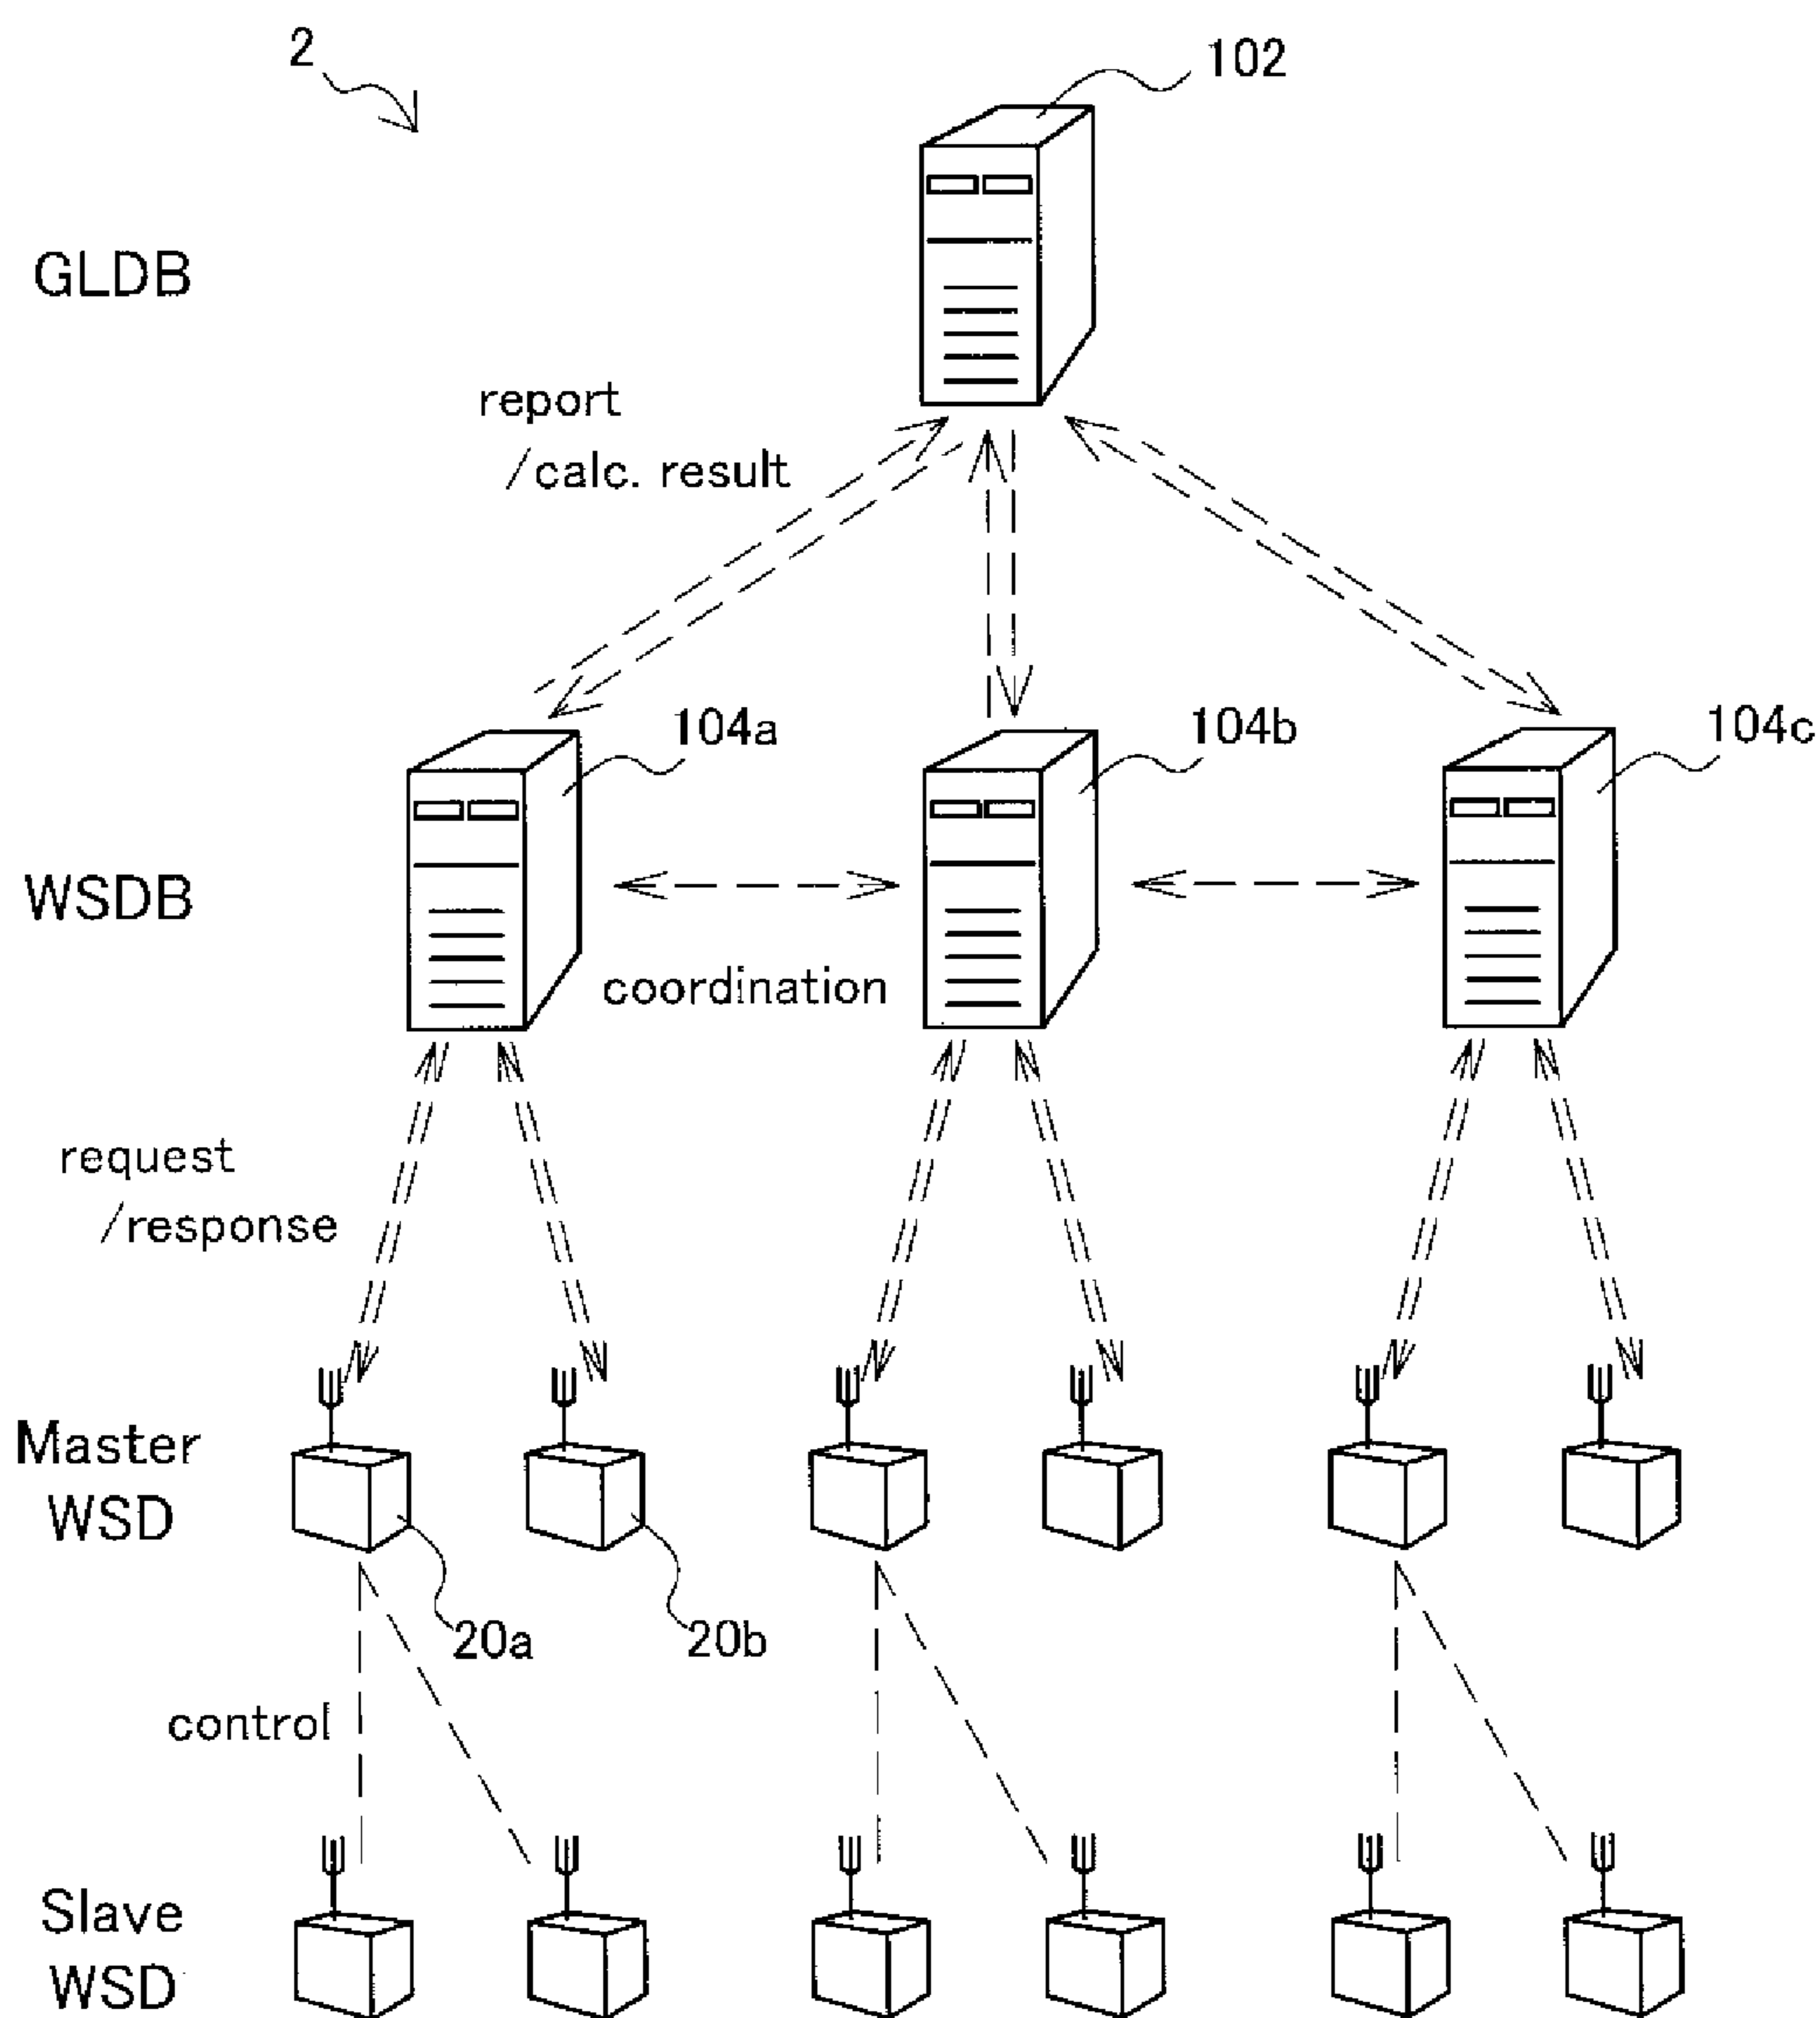 2
102
GLDB
report
/calc. result
104a
104b
104c
WSDB
coordination
request
/response
Master
WSD
20a
20b
control
Slave
WSD